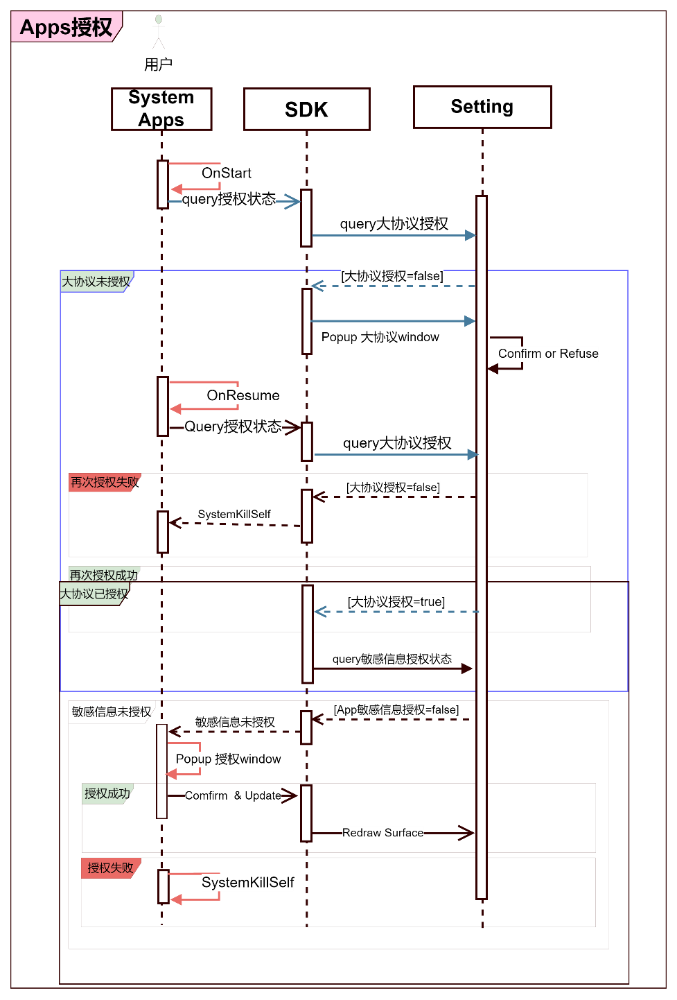 Apps授权
用户
System
Apps
SDK
Setting
OnStart
query授权状态
query大协议授权
大协议未授权
[大协议授权=false]
Popup 大协议window
Confirm or Refuse
OnResume
Query授权状态
query大协议授权
再次授权失败
[大协议授权=false]
SystemKillSelf
再次授权成功
大协议已授权
[大协议授权=true]
query敏感信息授权状态
敏感信息未授权
[App敏感信息授权=false]
敏感信息未授权
Popup 授权window
授权成功
Comfirm & Update
Redraw Surface
授权失败
SystemKillSelf